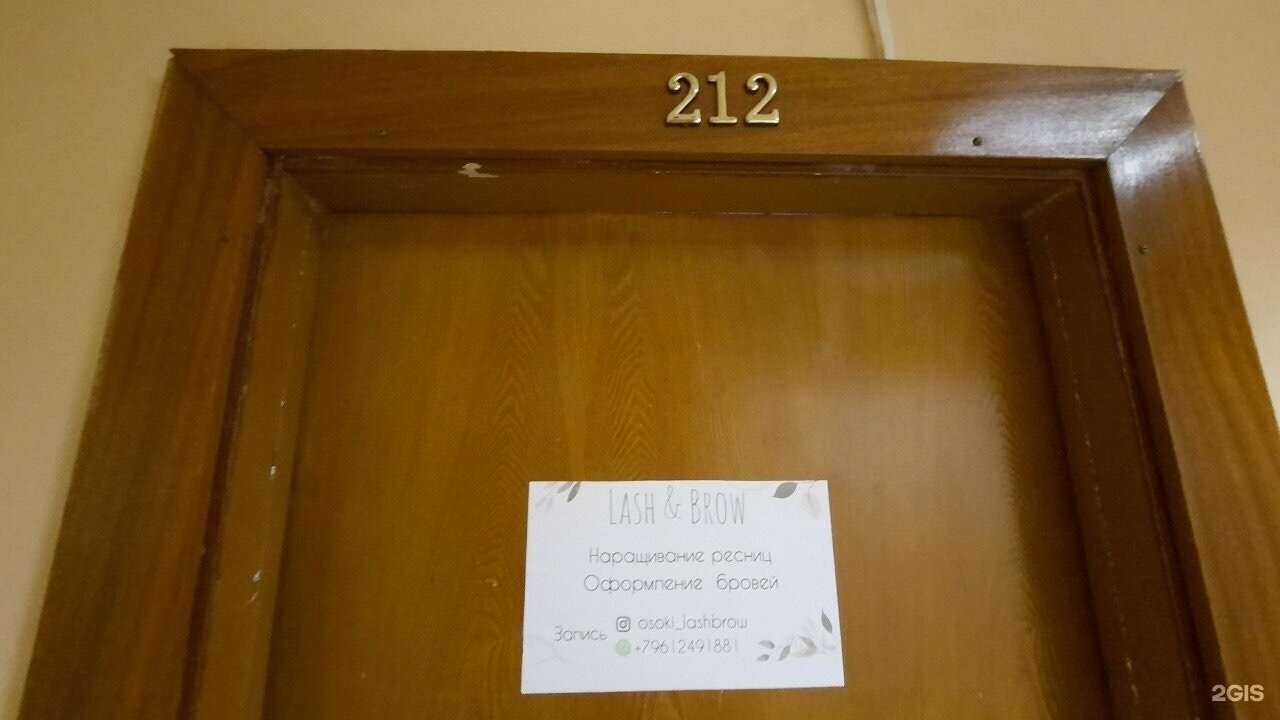 212
LASH & BROW
Наращивание ресниц
Оформление бровей
Запись
osoki_lashbrow
+79612491881
2GIS